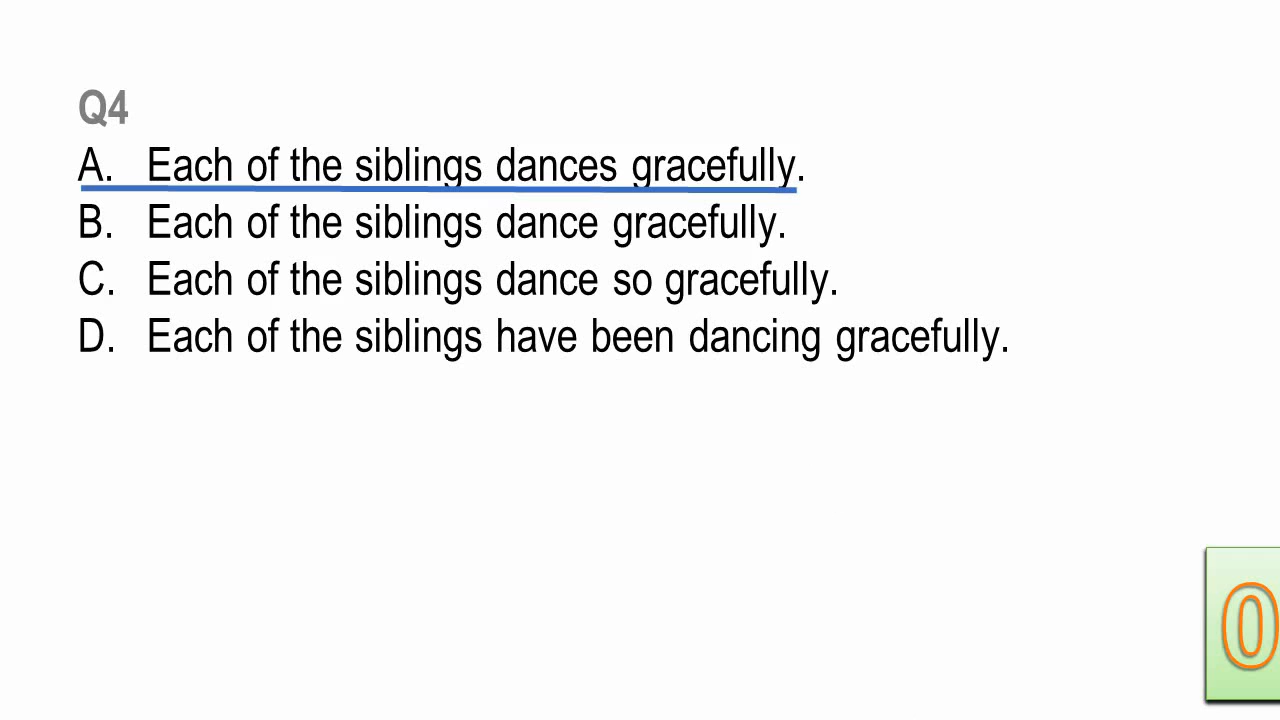 Q4
A. Each of the siblings dances gracefully.
B. Each of the siblings dance gracefully.
C. Each of the siblings dance so gracefully.
D. Each of the siblings have been dancing gracefully.
0